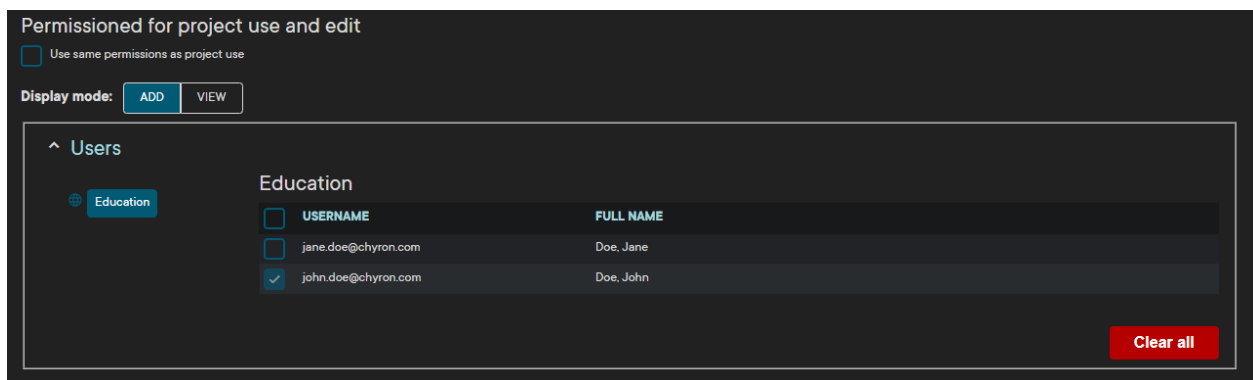 Permissioned for project use and edit
Use same permissions as project use
Display mode: ADD VIEW
Users
Education
Education
USERNAME FULL NAME
jane.doe@chyron.com Doe, Jane
john.doe@chyron.com Doe, John
Clear all